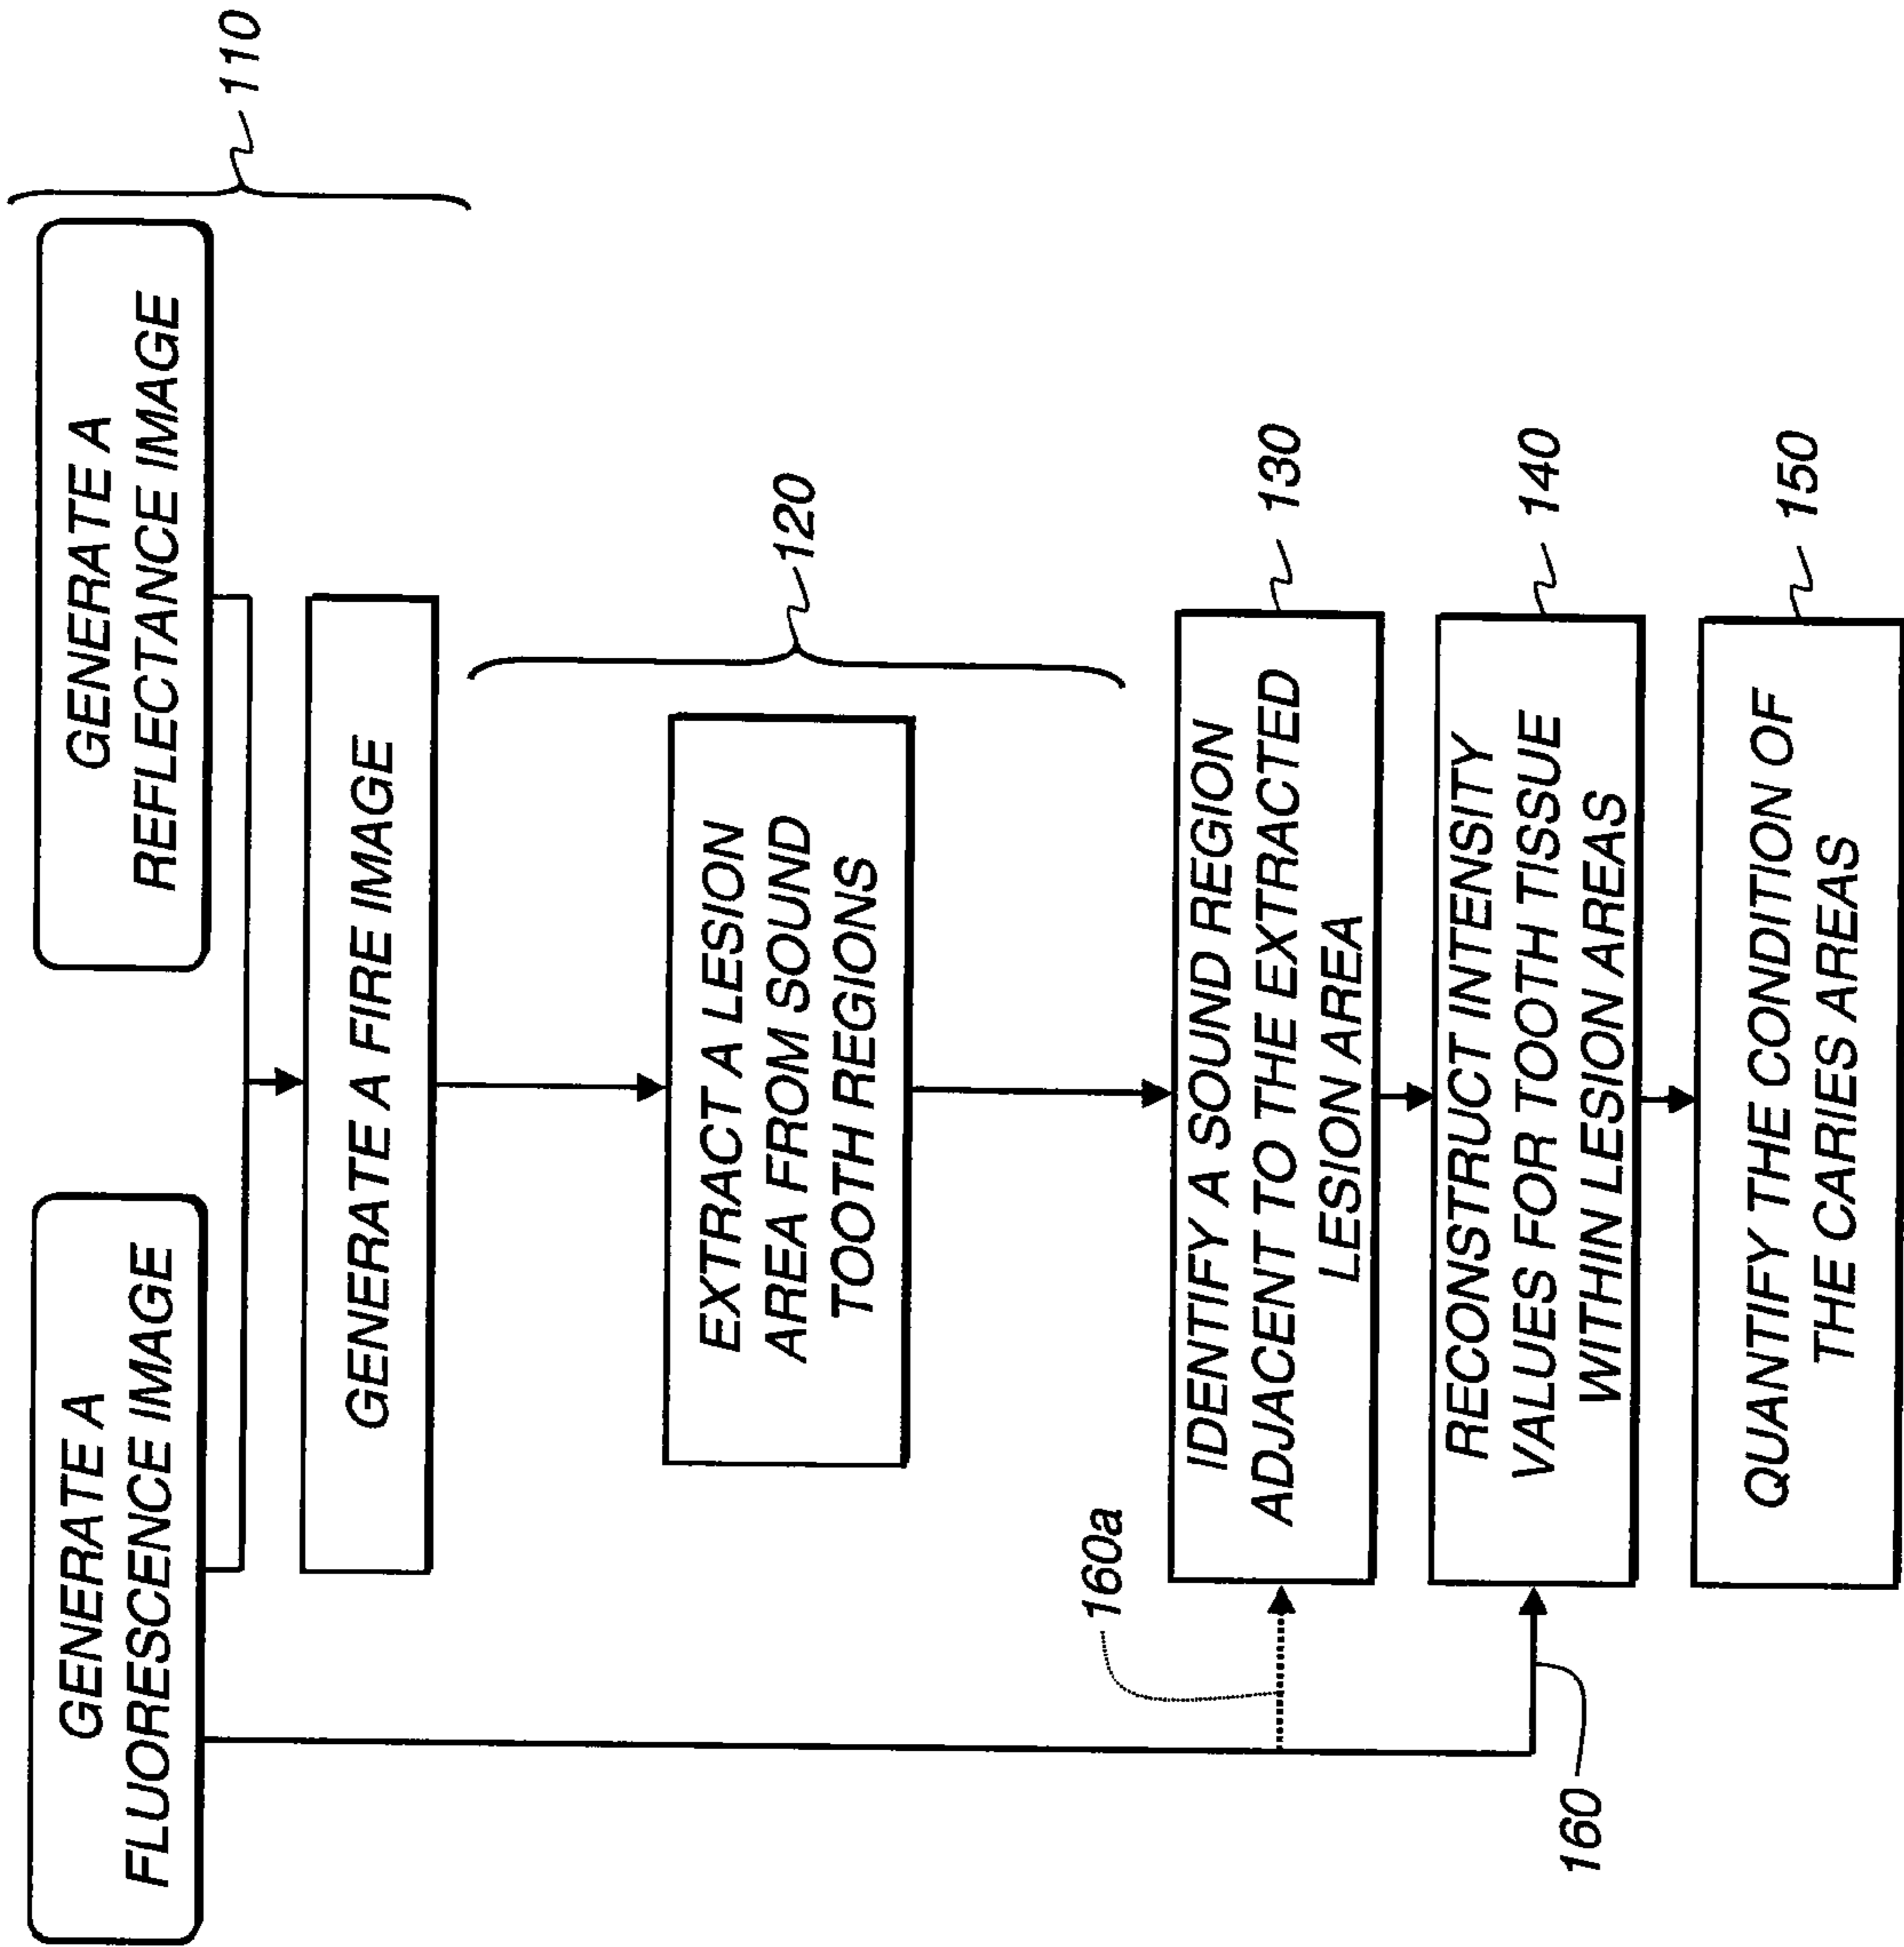 GENERATE A
FLUORESCENCE IMAGE
GENERATE A
REFLECTANCE IMAGE
110
GENERATE A FIRE IMAGE
EXTRACT A LESION
AREA FROM SOUND
TOOTH REGIONS
120
160a
IDENTIFY A SOUND REGION
ADJACENT TO THE EXTRACTED
LESION AREA
130
160
RECONSTRUCT INTENSITY
VALUES FOR TOOTH TISSUE
WITHIN LESION AREAS
140
QUANTIFY THE CONDITION OF
THE CARIES AREAS
150